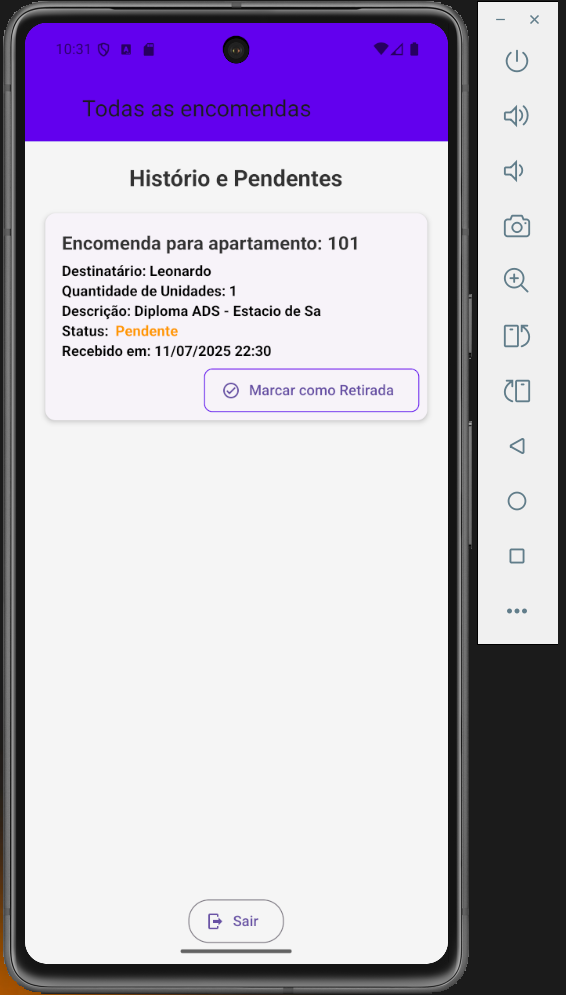 10:31
Todas as encomendas
Histório e Pendentes
Encomenda para apartamento: 101
Destinatário: Leonardo
Quantidade de Unidades: 1
Descrição: Diploma ADS - Estacio de Sa
Status: Pendente
Recebido em: 11/07/2025 22:30
Marcar como Retirada
Sair